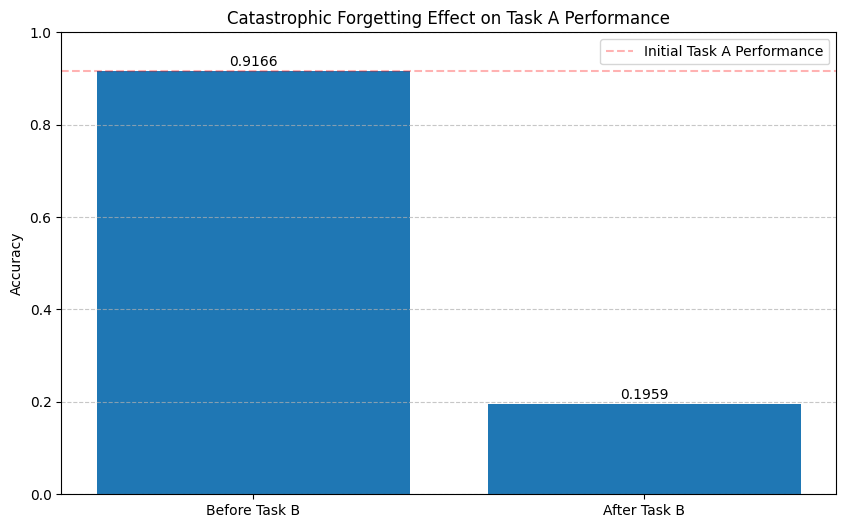 Catastrophic Forgetting Effect on Task A Performance
1.0
Initial Task A Performance
0.9166
0.8
0.6
Accuracy
0.4
0.2
0.1959
0.0
Before Task B
After Task B